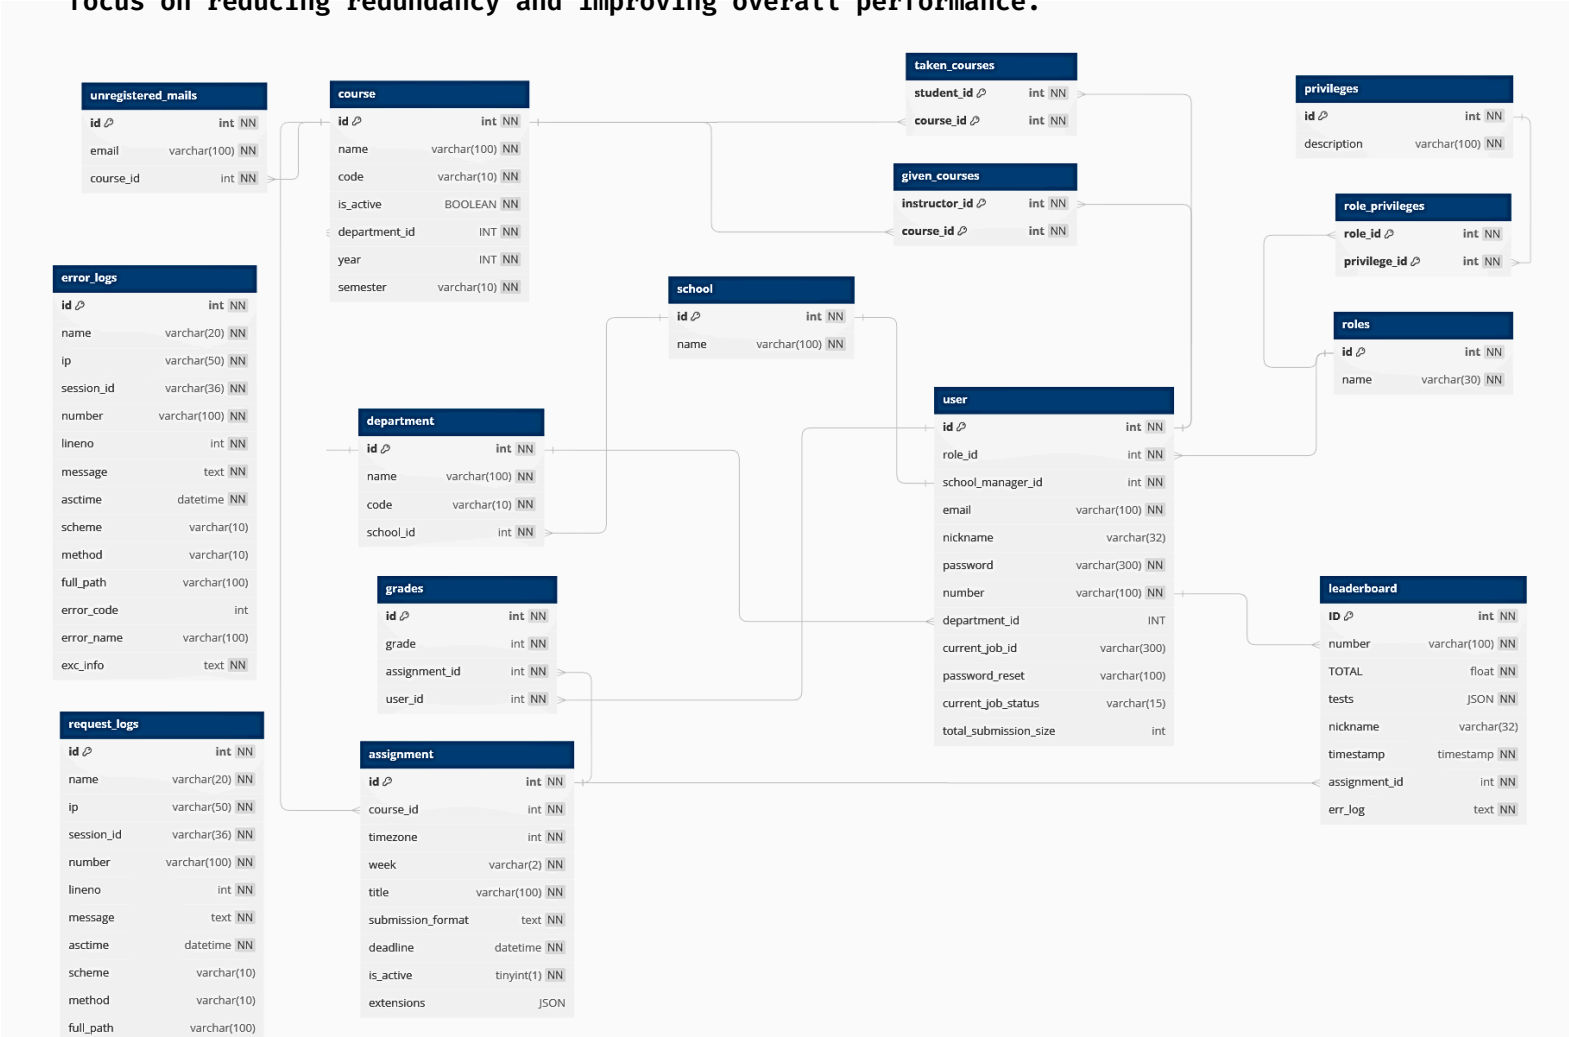 focus on reducing redundancy and improving overall performance.
unregistered_mails
id int NN
email varchar(100) NN
course_id int NN
course
id int NN
name varchar(100) NN
code varchar(10) NN
is_active BOOLEAN NN
department_id INT NN
year INT NN
semester varchar(10) NN
taken_courses
student_id int NN
course_id int NN
given_courses
instructor_id int NN
course_id int NN
privileges
id int NN
description varchar(100) NN
role_privileges
role_id int NN
privilege_id int NN
roles
id int NN
name varchar(30) NN
error_logs
id int NN
name varchar(20) NN
ip varchar(50) NN
session_id varchar(36) NN
number varchar(100) NN
lineno int NN
message text NN
asctime datetime NN
scheme varchar(10)
method varchar(10)
full_path varchar(100)
error_code int
error_name varchar(100)
exc_info text NN
school
id int NN
name varchar(100) NN
department
id int NN
name varchar(100) NN
code varchar(10) NN
school_id int NN
user
id int NN
role_id int NN
school_manager_id int NN
email varchar(100) NN
nickname varchar(32)
password varchar(300) NN
number varchar(100) NN
department_id INT
current_job_id varchar(300)
password_reset varchar(100)
current_job_status varchar(15)
total_submission_size int
grades
id int NN
grade int NN
assignment_id int NN
user_id int NN
leaderboard
ID int NN
number varchar(100) NN
TOTAL float NN
tests JSON NN
nickname varchar(32)
timestamp timestamp NN
assignment_id int NN
err_log text NN
request_logs
id int NN
name varchar(20) NN
ip varchar(50) NN
session_id varchar(36) NN
number varchar(100) NN
lineno int NN
message text NN
asctime datetime NN
scheme varchar(10)
method varchar(10)
full_path varchar(100)
assignment
id int NN
course_id int NN
timezone int NN
week varchar(2) NN
title varchar(100) NN
submission_format text NN
deadline datetime NN
is_active tinyint(1) NN
extensions JSON